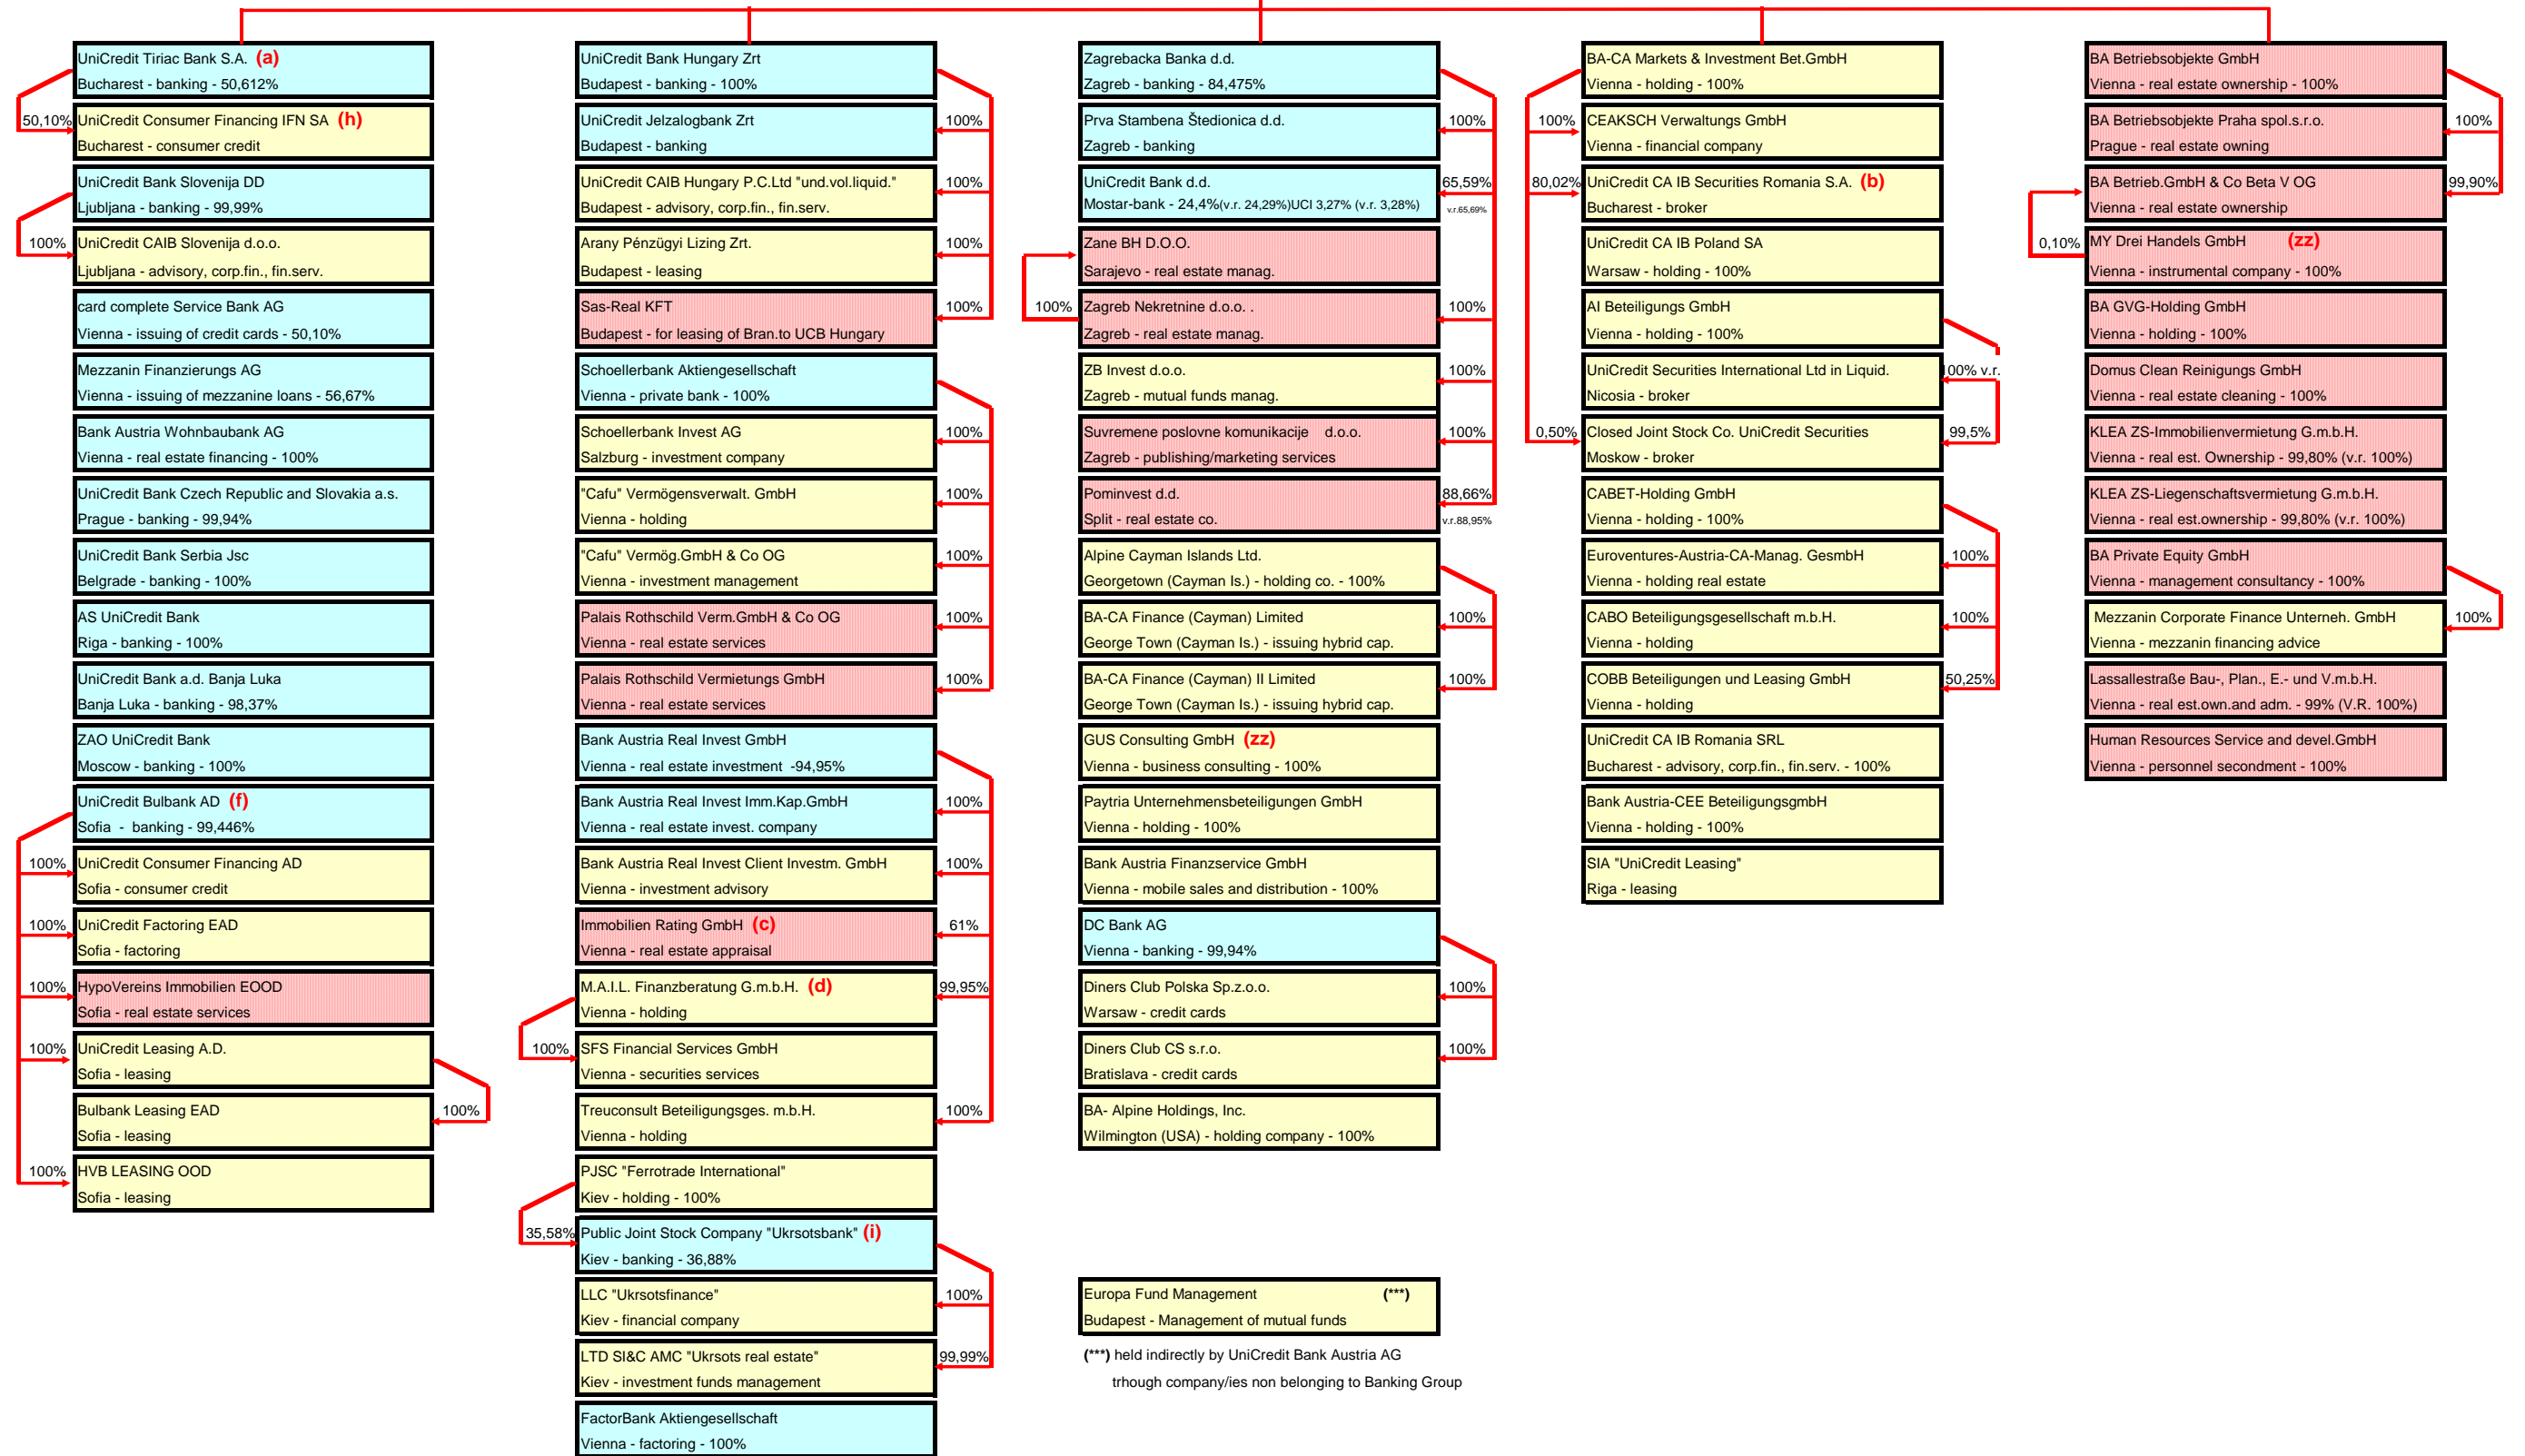 UniCredit Tiriac Bank S.A. (a)
Bucharest - banking - 50,612%
50,10%
UniCredit Consumer Financing IFN SA (h)
Bucharest - consumer credit
UniCredit Bank Slovenija DD
Ljubljana - banking - 99,99%
100%
UniCredit CAIB Slovenija d.o.o.
Ljubljana - advisory, corp.fin., fin.serv.
card complete Service Bank AG
Vienna - issuing of credit cards - 50,10%
Mezzanin Finanzierungs AG
Vienna - issuing of mezzanine loans - 56,67%
Bank Austria Wohnbaubank AG
Vienna - real estate financing - 100%
UniCredit Bank Czech Republic and Slovakia a.s.
Prague - banking - 99,94%
UniCredit Bank Serbia Jsc
Belgrade - banking - 100%
AS UniCredit Bank
Riga - banking - 100%
UniCredit Bank a.d. Banja Luka
Banja Luka - banking - 98,37%
ZAO UniCredit Bank
Moscow - banking - 100%
UniCredit Bulbank AD (f)
Sofia - banking - 99,446%
100%
UniCredit Consumer Financing AD
Sofia - consumer credit
100%
UniCredit Factoring EAD
Sofia - factoring
100%
HypoVereins Immobilien EOOD
Sofia - real estate services
100%
UniCredit Leasing A.D.
Sofia - leasing
Bulbank Leasing EAD
100%
Sofia - leasing
100%
HVB LEASING OOD
Sofia - leasing
UniCredit Bank Hungary Zrt
Budapest - banking - 100%
UniCredit Jelzalogbank Zrt
100%
Budapest - banking
UniCredit CAIB Hungary P.C.Ltd "und.vol.liquid."
100%
Budapest - advisory, corp.fin., fin.serv.
Arany Pénzügyi Lizing Zrt.
100%
Budapest - leasing
Sas-Real KFT
100%
Budapest - for leasing of Bran.to UCB Hungary
Schoellerbank Aktiengesellschaft
Vienna - private bank - 100%
Schoellerbank Invest AG
100%
Salzburg - investment company
"Cafu" Vermögensverwalt. GmbH
100%
Vienna - holding
"Cafu" Vermög.GmbH & Co OG
100%
Vienna - investment management
Palais Rothschild Verm.GmbH & Co OG
100%
Vienna - real estate services
Palais Rothschild Vermietungs GmbH
100%
Vienna - real estate services
Bank Austria Real Invest GmbH
Vienna - real estate investment -94,95%
Bank Austria Real Invest Imm.Kap.GmbH
100%
Vienna - real estate invest. company
Bank Austria Real Invest Client Investm. GmbH
100%
Vienna - investment advisory
Immobilien Rating GmbH (c)
61%
Vienna - real estate appraisal
M.A.I.L. Finanzberatung G.m.b.H. (d)
99,95%
Vienna - holding
100%
SFS Financial Services GmbH
Vienna - securities services
Treuconsult Beteiligungsges. m.b.H.
100%
Vienna - holding
PJSC "Ferrotrade International"
Kiev - holding - 100%
35,58%
Public Joint Stock Company "Ukrsotsbank" (i)
Kiev - banking - 36,88%
LLC "Ukrsotsfinance"
100%
Kiev - financial company
LTD SI&C AMC "Ukrsots real estate"
99,99%
Kiev - investment funds management
FactorBank Aktiengesellschaft
Vienna - factoring - 100%
Zagrebacka Banka d.d.
Zagreb - banking - 84,475%
Prva Stambena Štedionica d.d.
100%
Zagreb - banking
UniCredit Bank d.d.
65,59%
Mostar-bank - 24,4%(v.r. 24,29%)UCI 3,27% (v.r. 3,28%)
v.r.65,69%
Zane BH D.O.O.
Sarajevo - real estate manag.
100%
Zagreb Nekretnine d.o.o. .
100%
Zagreb - real estate manag.
ZB Invest d.o.o.
100%
Zagreb - mutual funds manag.
Suvremene poslovne komunikacije d.o.o.
100%
Zagreb - publishing/marketing services
Pominvest d.d.
88,66%
Split - real estate co.
v.r.88,95%
Alpine Cayman Islands Ltd.
Georgetown (Cayman Is.) - holding co. - 100%
BA-CA Finance (Cayman) Limited
100%
George Town (Cayman Is.) - issuing hybrid cap.
BA-CA Finance (Cayman) II Limited
100%
George Town (Cayman Is.) - issuing hybrid cap.
GUS Consulting GmbH (zz)
Vienna - business consulting - 100%
Paytria Unternehmensbeteiligungen GmbH
Vienna - holding - 100%
Bank Austria Finanzservice GmbH
Vienna - mobile sales and distribution - 100%
DC Bank AG
Vienna - banking - 99,94%
Diners Club Polska Sp.z.o.o.
100%
Warsaw - credit cards
Diners Club CS s.r.o.
100%
Bratislava - credit cards
BA- Alpine Holdings, Inc.
Wilmington (USA) - holding company - 100%
Europa Fund Management (***)
Budapest - Management of mutual funds
(***) held indirectly by UniCredit Bank Austria AG
trhough company/ies non belonging to Banking Group
BA-CA Markets & Investment Bet.GmbH
Vienna - holding - 100%
100%
CEAKSCH Verwaltungs GmbH
Vienna - financial company
80,02%
UniCredit CA IB Securities Romania S.A. (b)
Bucharest - broker
UniCredit CA IB Poland SA
Warsaw - holding - 100%
AI Beteiligungs GmbH
Vienna - holding - 100%
UniCredit Securities International Ltd in Liquid.
100% v.r.
Nicosia - broker
0,50%
Closed Joint Stock Co. UniCredit Securities
99,5%
Moskow - broker
CABET-Holding GmbH
Vienna - holding - 100%
Euroventures-Austria-CA-Manag. GesmbH
100%
Vienna - holding real estate
CABO Beteiligungsgesellschaft m.b.H.
100%
Vienna - holding
COBB Beteiligungen und Leasing GmbH
50,25%
Vienna - holding
UniCredit CA IB Romania SRL
Bucharest - advisory, corp.fin., fin.serv. - 100%
Bank Austria-CEE BeteiligungsgmbH
Vienna - holding - 100%
SIA "UniCredit Leasing"
Riga - leasing
BA Betriebsobjekte GmbH
Vienna - real estate ownership - 100%
BA Betriebsobjekte Praha spol.s.r.o.
100%
Prague - real estate owning
BA Betrieb.GmbH & Co Beta V OG
99,90%
Vienna - real estate ownership
0,10%
MY Drei Handels GmbH (zz)
Vienna - instrumental company - 100%
BA GVG-Holding GmbH
Vienna - holding - 100%
Domus Clean Reinigungs GmbH
Vienna - real estate cleaning - 100%
KLEA ZS-Immobilienvermietung G.m.b.H.
Vienna - real est. Ownership - 99,80% (v.r. 100%)
KLEA ZS-Liegenschaftsvermietung G.m.b.H.
Vienna - real est.ownership - 99,80% (v.r. 100%)
BA Private Equity GmbH
Vienna - management consultancy - 100%
Mezzanin Corporate Finance Unterneh. GmbH
100%
Vienna - mezzanin financing advice
Lassallestraße Bau-, Plan., E.- und V.m.b.H.
Vienna - real est.own.and adm. - 99% (V.R. 100%)
Human Resources Service and devel.GmbH
Vienna - personnel secondment - 100%